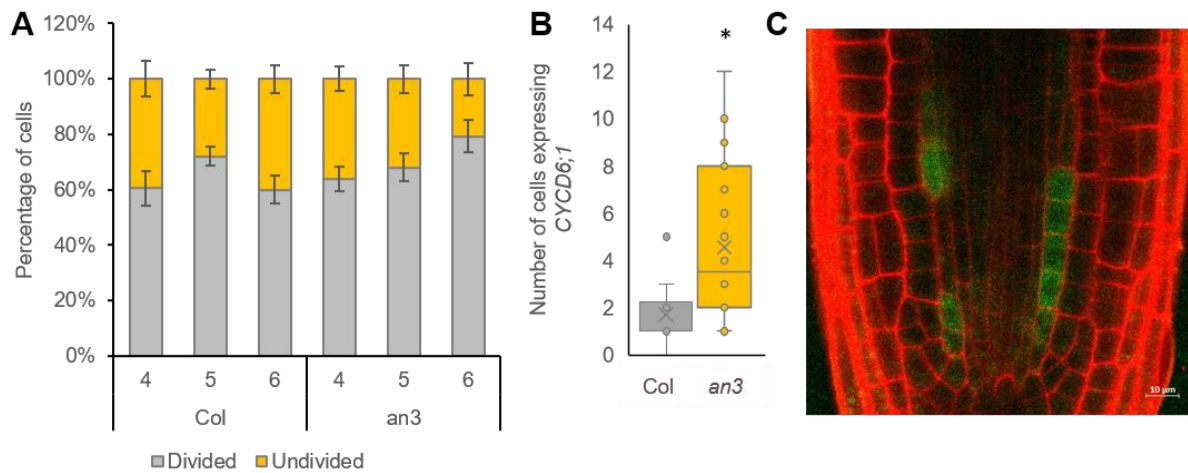 A
Percentage of cells
120%
100%
80%
60%
40%
20%
0%
4 5 6 4 5 6
Col an3
Divided Undivided
B
Number of cells expressing
CYCD6;1
14
12
10
8
6
4
2
0
*
Col an3
C
10 µm